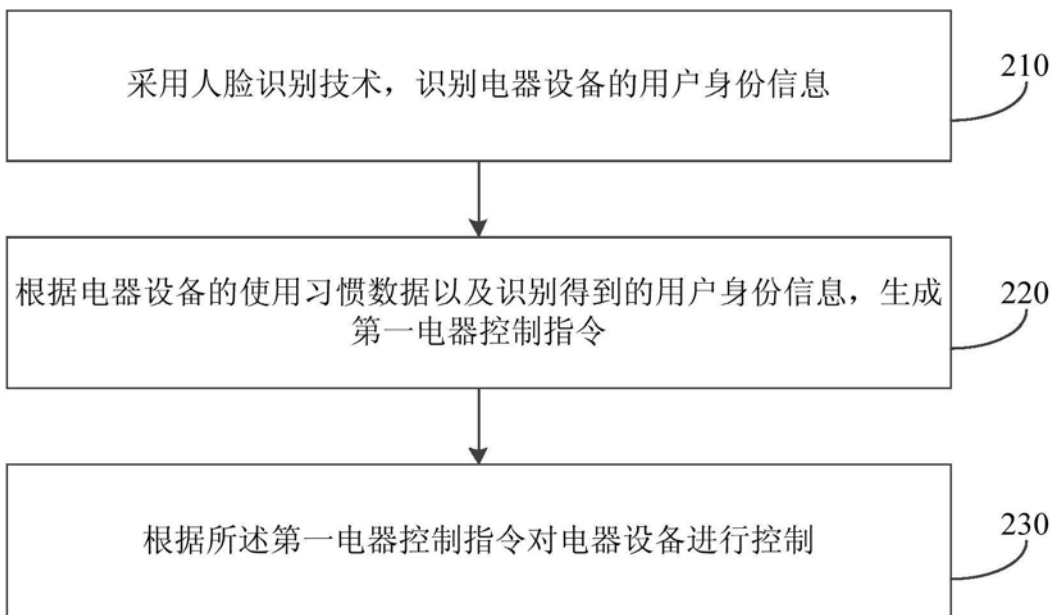 采用人脸识别技术，识别电器设备的用户身份信息
210
根据电器设备的使用习惯数据以及识别得到的用户身份信息，生成
第一电器控制指令
220
根据所述第一电器控制指令对电器设备进行控制
230